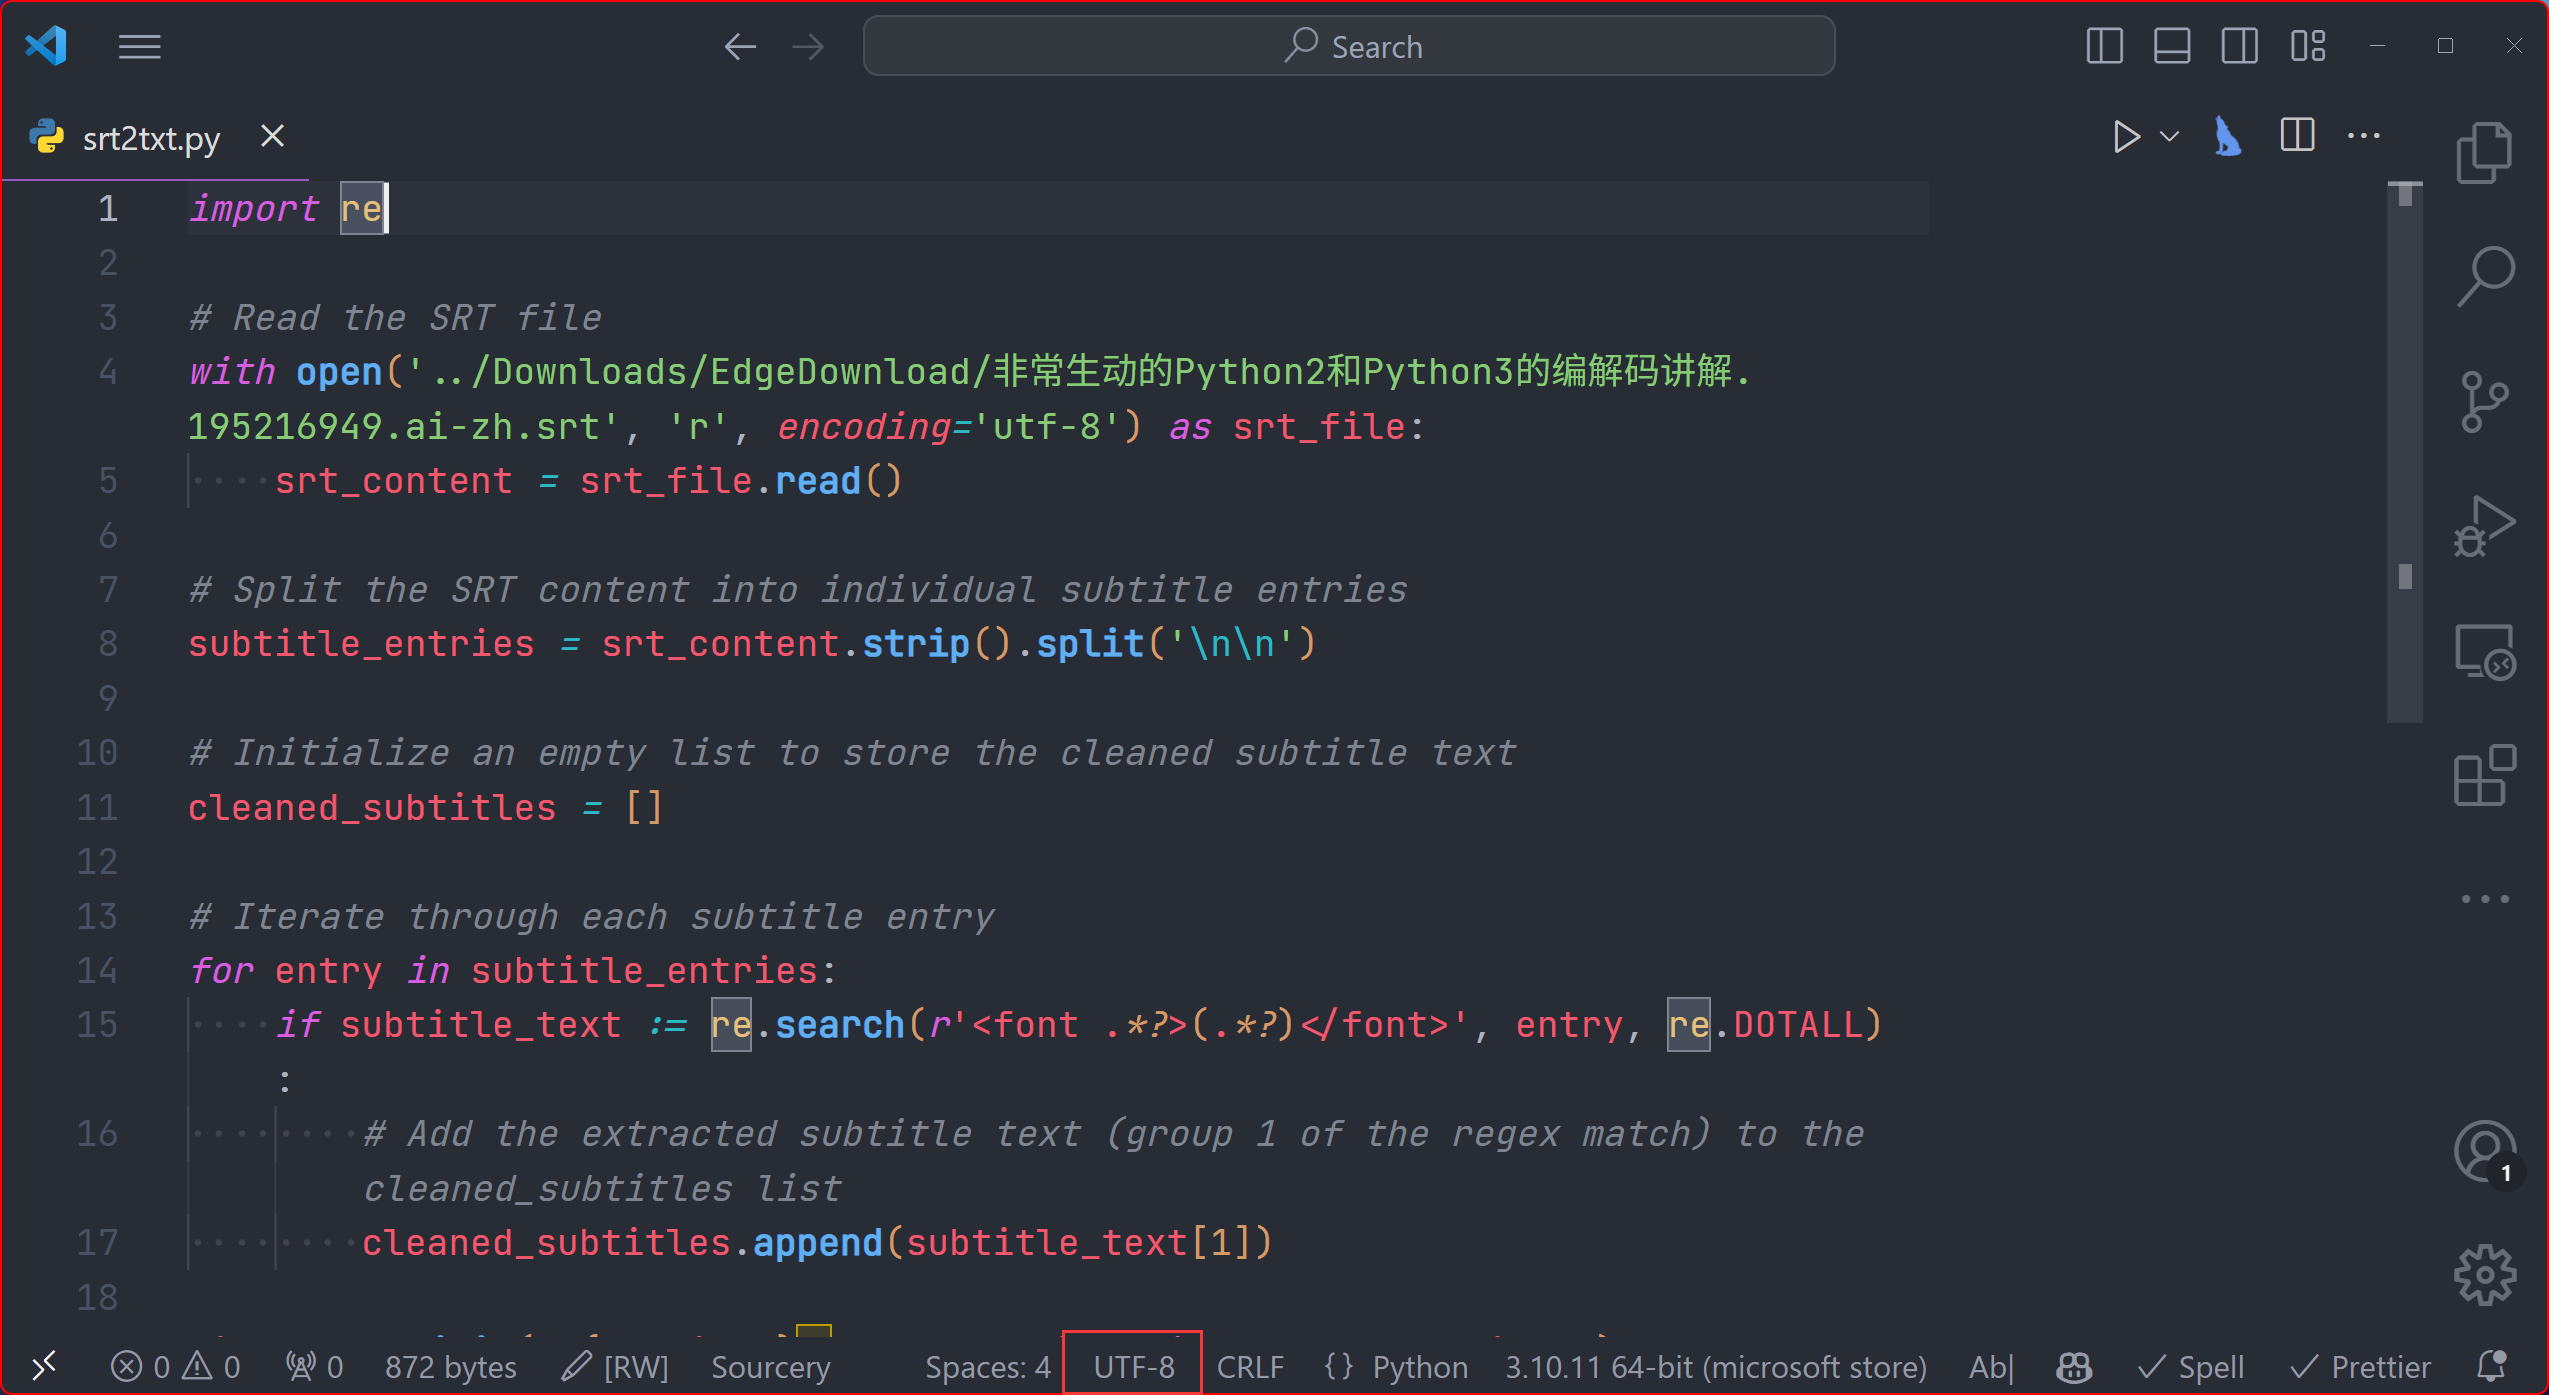 Search
srt2txt.py
1 import re
2
3 # Read the SRT file
4 with open('../Downloads/EdgeDownload/非常生动的Python2和Python3的编解码讲解.
195216949.ai-zh.srt', 'r', encoding='utf-8') as srt_file:
5 ····srt_content = srt_file.read()
6
7 # Split the SRT content into individual subtitle entries
8 subtitle_entries = srt_content.strip().split('\n\n')
9
10 # Initialize an empty list to store the cleaned subtitle text
11 cleaned_subtitles = []
12
13 # Iterate through each subtitle entry
14 for entry in subtitle_entries:
15 ····if subtitle_text := re.search(r'<font .*?>(.*?)</font>', entry, re.DOTALL)
:
16 ········# Add the extracted subtitle text (group 1 of the regex match) to the
cleaned_subtitles list
17 ········cleaned_subtitles.append(subtitle_text[1])
18
1
0 0 0 872 bytes [RW] Sourcery Spaces: 4 UTF-8 CRLF {} Python 3.10.11 64-bit (microsoft store) Ab| Spell Prettier